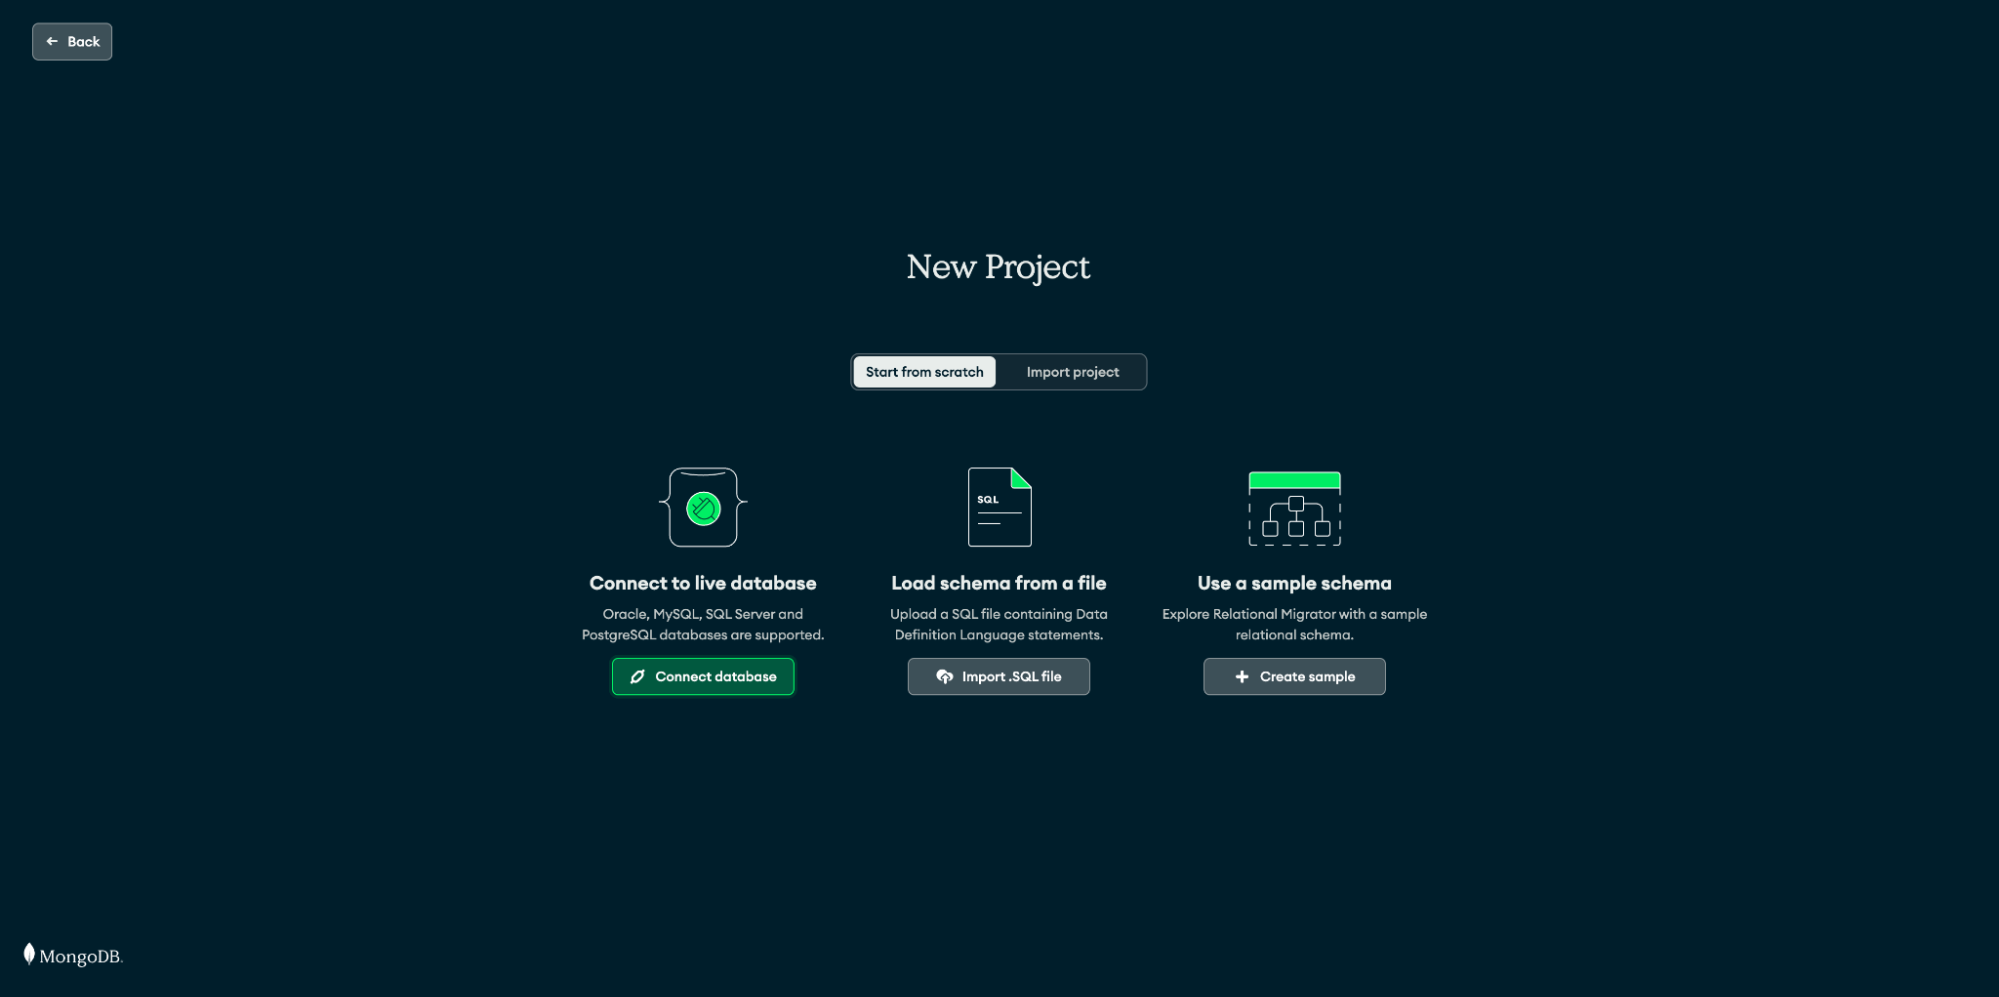 Back
New Project
Start from scratch
Import project
SQL
Connect to live database
Oracle, MySQL, SQL Server and
PostgreSQL databases are supported.
Connect database
Load schema from a file
Upload a SQL file containing Data
Definition Language statements.
Import .SQL file
Use a sample schema
Explore Relational Migrator with a sample
relational schema.
Create sample
MongoDB.